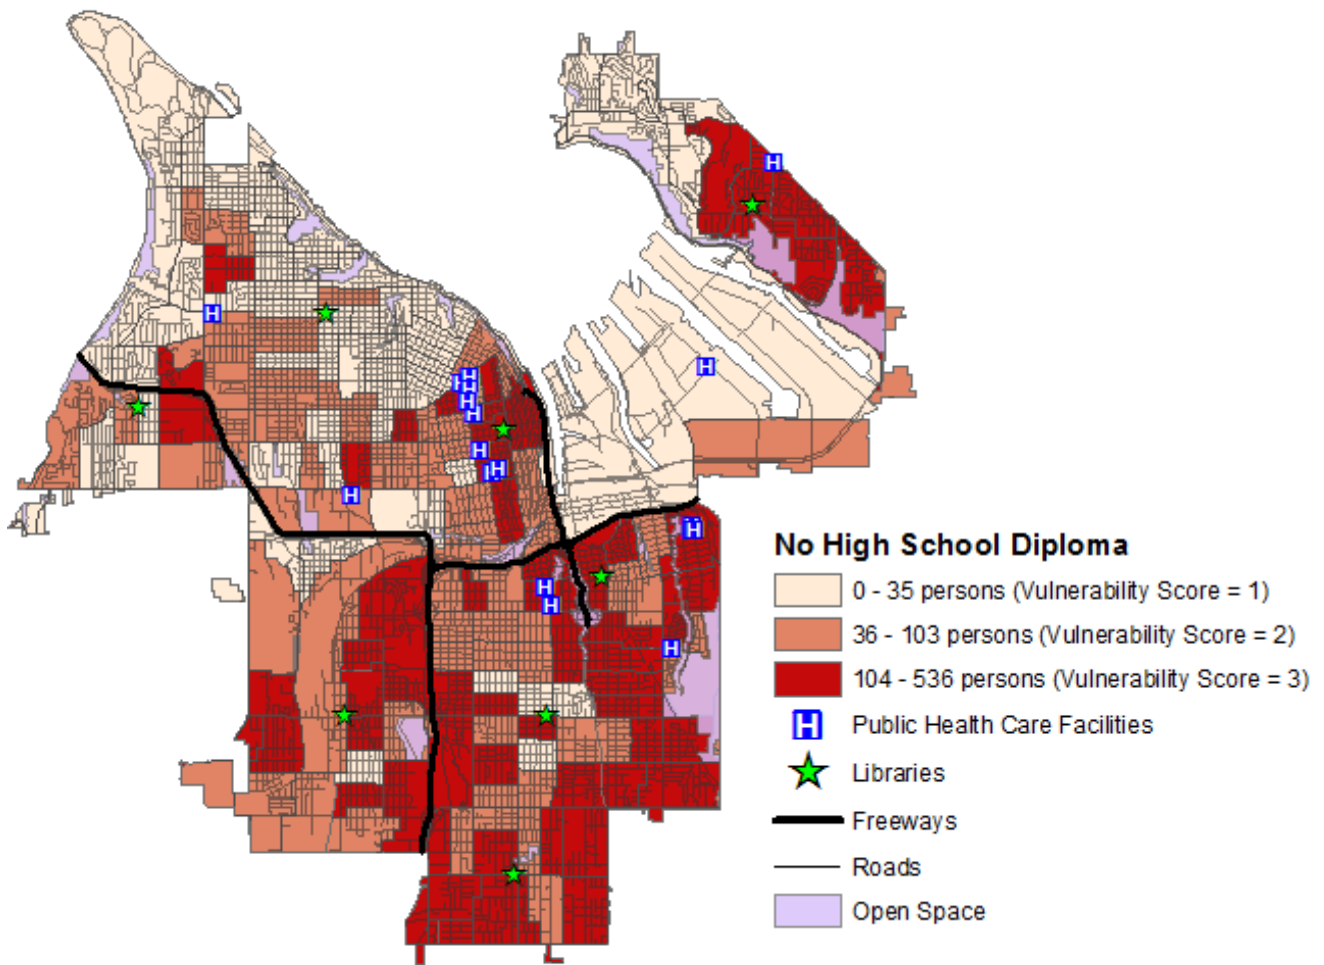 No High School Diploma
0 - 35 persons (Vulnerability Score = 1)
36 - 103 persons (Vulnerability Score = 2)
104 - 536 persons (Vulnerability Score = 3)
H Public Health Care Facilities
Libraries
Freeways
Roads
Open Space